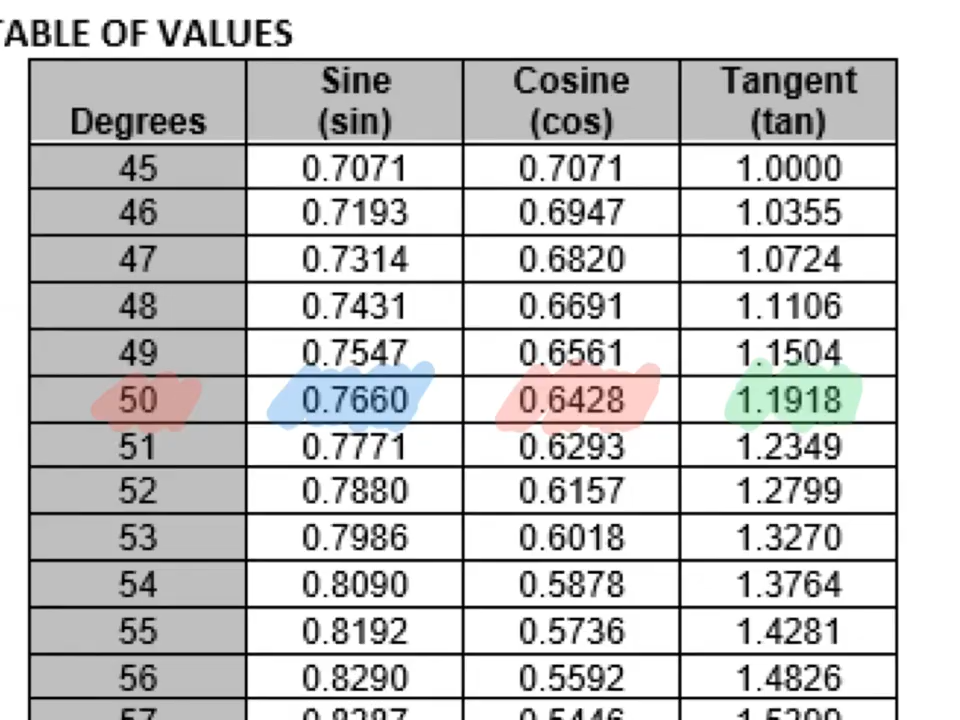 TABLE OF VALUES
Degrees Sine (sin) Cosine (cos) Tangent (tan)
45 0.7071 0.7071 1.0000
46 0.7193 0.6947 1.0355
47 0.7314 0.6820 1.0724
48 0.7431 0.6691 1.1106
49 0.7547 0.6561 1.1504
50 0.7660 0.6428 1.1918
51 0.7771 0.6293 1.2349
52 0.7880 0.6157 1.2799
53 0.7986 0.6018 1.3270
54 0.8090 0.5878 1.3764
55 0.8192 0.5736 1.4281
56 0.8290 0.5592 1.4826